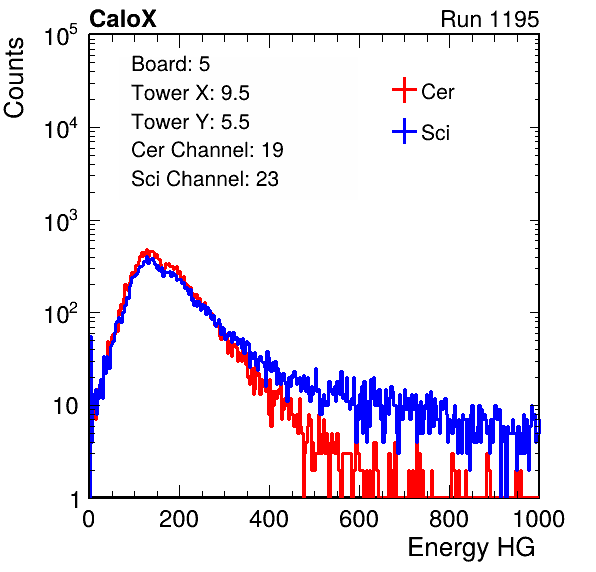 CaloX Run 1195
Counts
10^5
10^4
10^3
10^2
10
1
Board: 5
Tower X: 9.5
Tower Y: 5.5
Cer Channel: 19
Sci Channel: 23
Cer
Sci
0 200 400 600 800 1000
Energy HG